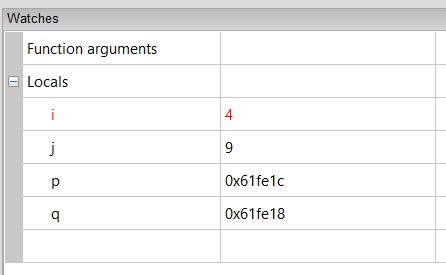 Watches
Function arguments
Locals
i 4
j 9
p 0x61fe1c
q 0x61fe18